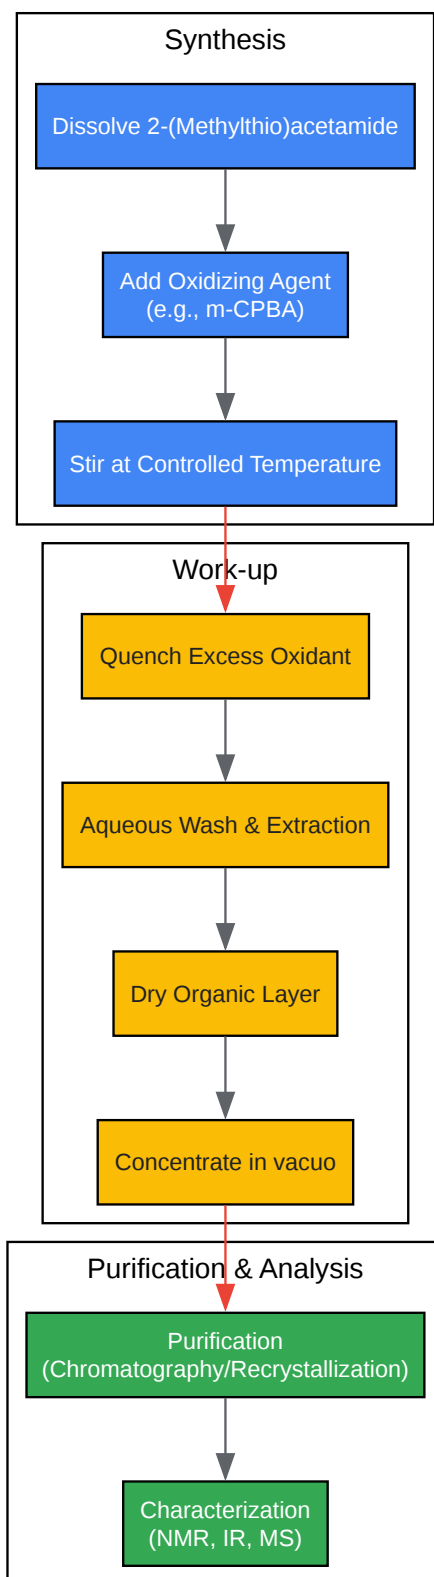 Synthesis
Dissolve 2-(Methylthio)acetamide
Add Oxidizing Agent
(e.g., m-CPBA)
Stir at Controlled Temperature
Work-up
Quench Excess Oxidant
Aqueous Wash & Extraction
Dry Organic Layer
Concentrate in vacuo
Purification & Analysis
Purification
(Chromatography/Recrystallization)
Characterization
(NMR, IR, MS)